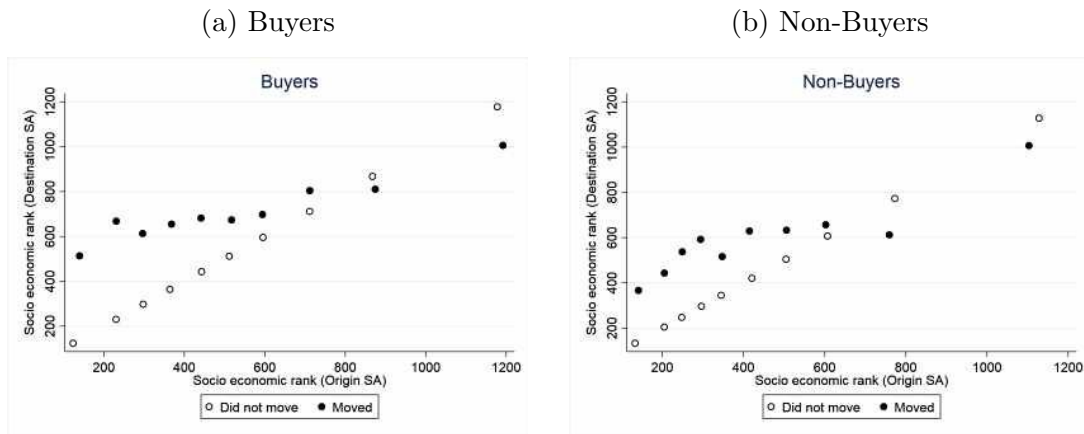 (a) Buyers
Buyers
Socio economic rank (Destination SA)
200 400 600 800 1000 1200
200 400 600 800 1000 1200
Socio economic rank (Origin SA)
Did not move Moved
(b) Non-Buyers
Non-Buyers
Socio economic rank (Destination SA)
200 400 600 800 1000 1200
200 400 600 800 1000 1200
Socio economic rank (Origin SA)
Did not move Moved